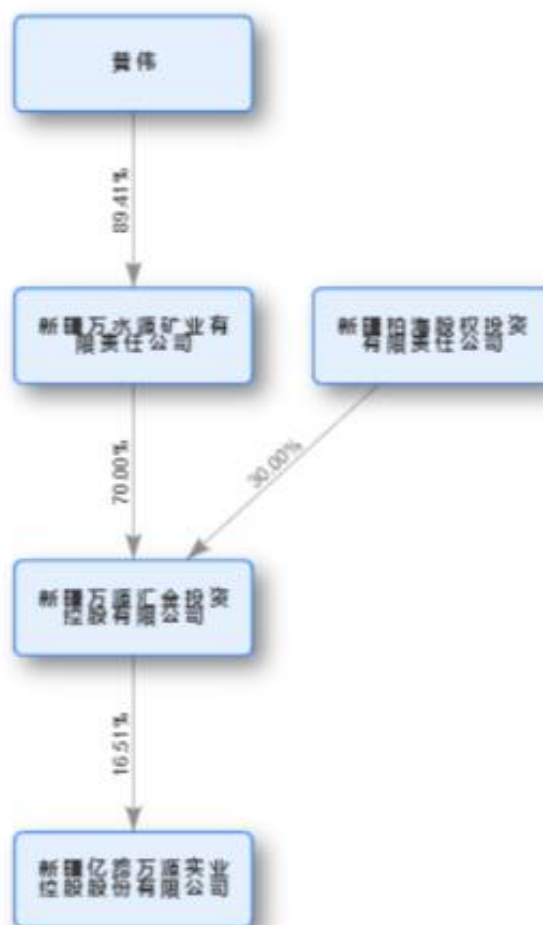 黄伟
89.41%
新疆万水源矿业有
限责任公司
新疆柏瀛股权投资
有限责任公司
70.00%
30.00%
新疆万源汇金投资
控股有限公司
16.51%
新疆亿路万源实业
控股股份有限公司